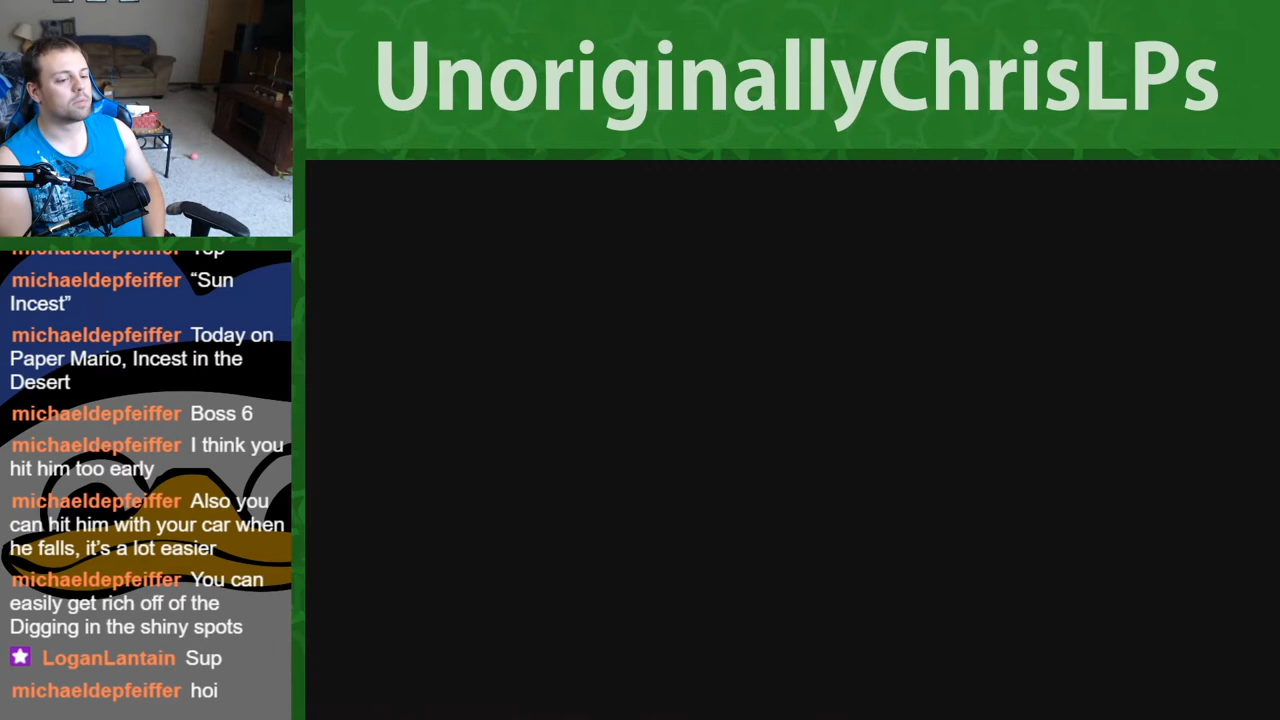 UnoriginallyChrisLPs
michaeldepfeiffer Yep
michaeldepfeiffer “Sun
Incest”
michaeldepfeiffer Today on
Paper Mario, Incest in the
Desert
michaeldepfeiffer Boss 6
michaeldepfeiffer I think you
hit him too early
michaeldepfeiffer Also you
can hit him with your car when
he falls, it’s a lot easier
michaeldepfeiffer You can
easily get rich off of the
Digging in the shiny spots
LoganLantain Sup
michaeldepfeiffer hoi